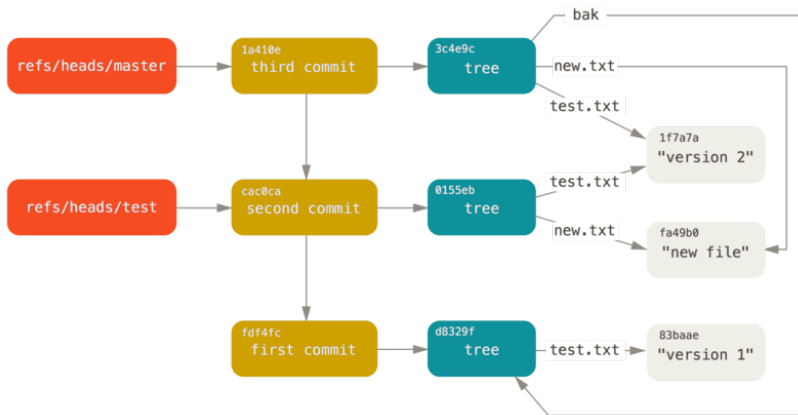 bak
1a410e
3c4e9c
refs/heads/master
third commit
tree
new.txt
test.txt
1f7a7a
"version 2"
cac0ca
0155eb
test.txt
refs/heads/test
second commit
tree
new.txt
fa49b0
"new file"
fdf4fc
d8329f
83baae
first commit
tree
test.txt
"version 1"